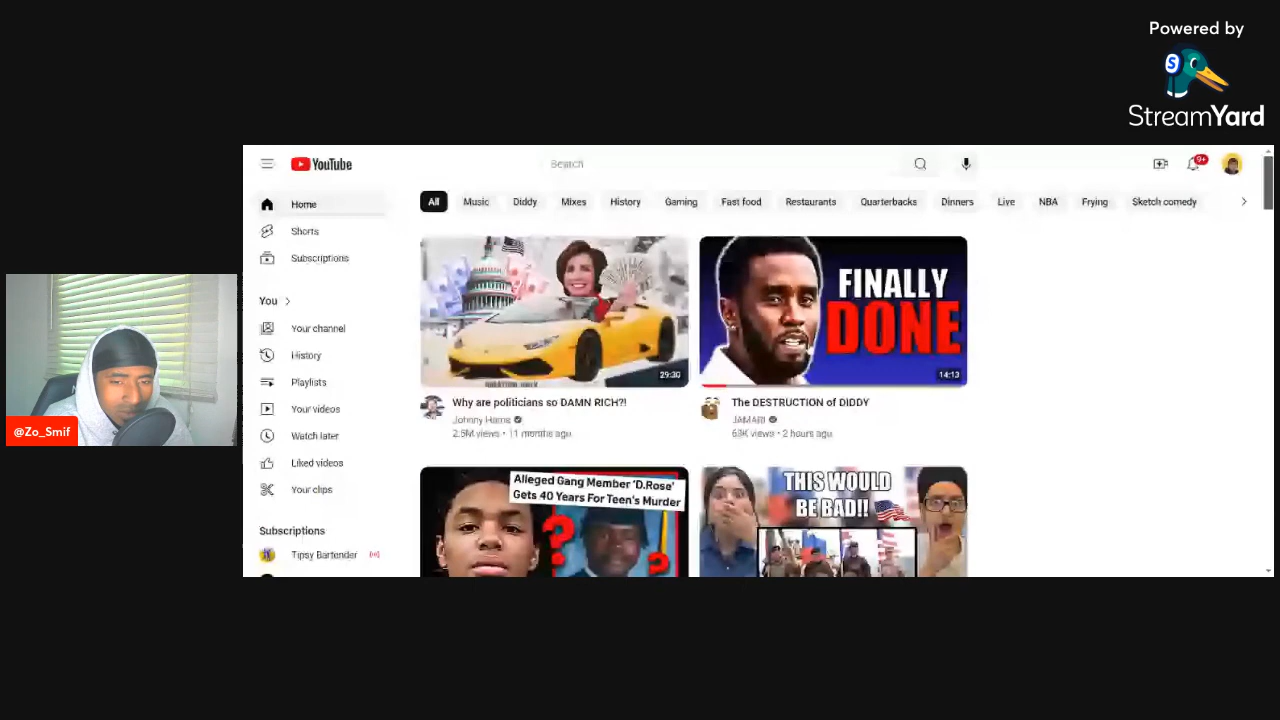 Powered by
StreamYard
YouTube
Search
9+
Home
Shorts
Subscriptions
You
Your channel
History
Playlists
Your videos
Watch later
Liked videos
Your clips
Subscriptions
Tipsy Bartender
All Music Diddy Mixes History Gaming Fast food Restaurants Quarterbacks Dinners Live NBA Frying Sketch comedy
29:30
Why are politicians so DAMN RICH?!
Johnny Harris
2.5M views • 11 months ago
FINALLY
DONE
14:13
The DESTRUCTION of DIDDY
JAMARI
63K views • 2 hours ago
Alleged Gang Member 'D.Rose'
Gets 40 Years For Teen's Murder
THIS WOULD
BE BAD!!
@Zo_Smif